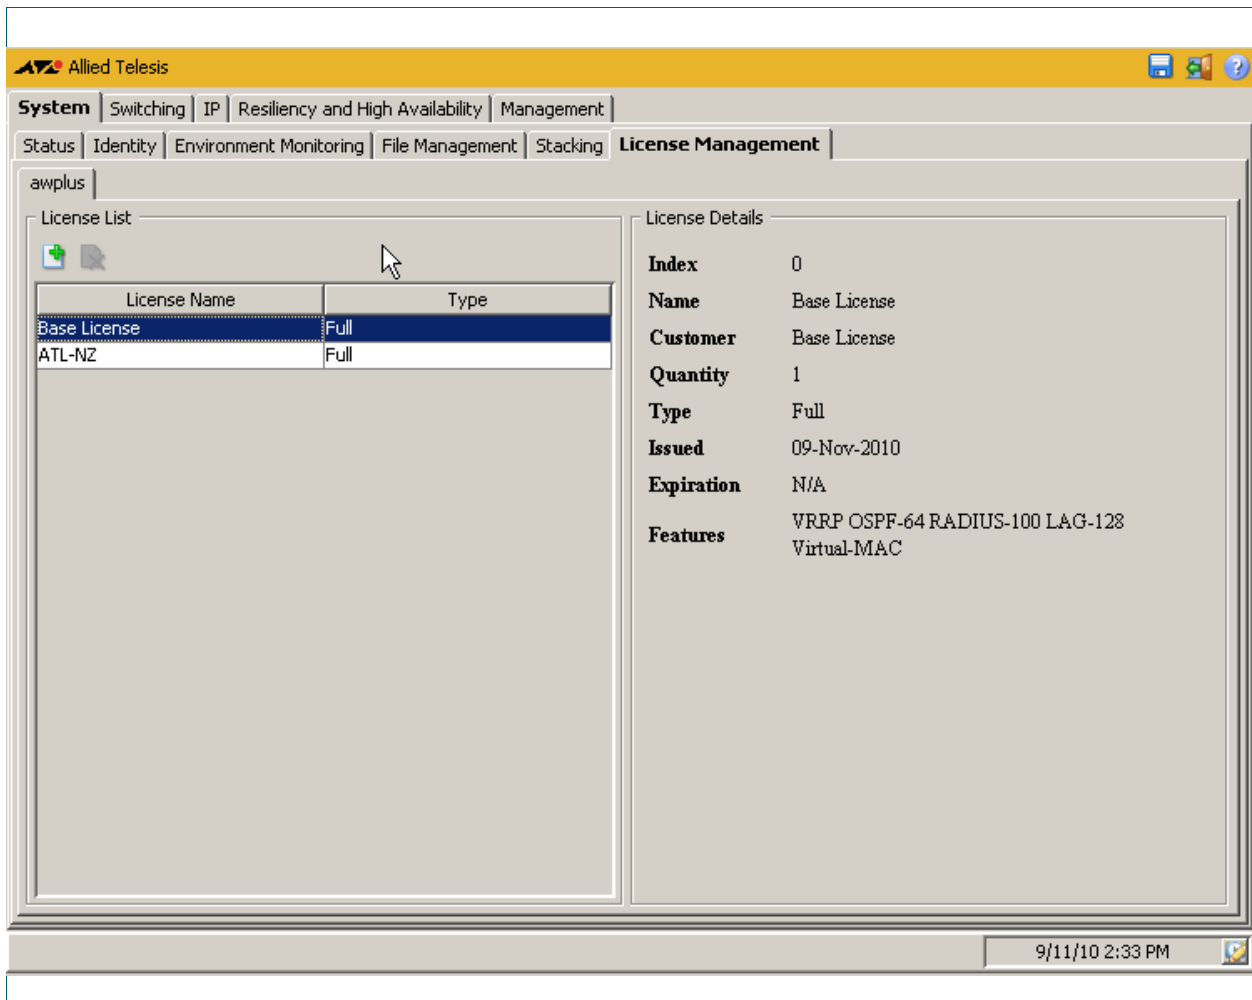 Allied Telesis
System Switching IP Resiliency and High Availability Management
Status Identity Environment Monitoring File Management Stacking License Management
awplus
License List
License Name Type
Base License Full
ATL-NZ Full
License Details
Index 0
Name Base License
Customer Base License
Quantity 1
Type Full
Issued 09-Nov-2010
Expiration N/A
Features VRRP OSPF-64 RADIUS-100 LAG-128
Virtual-MAC
9/11/10 2:33 PM